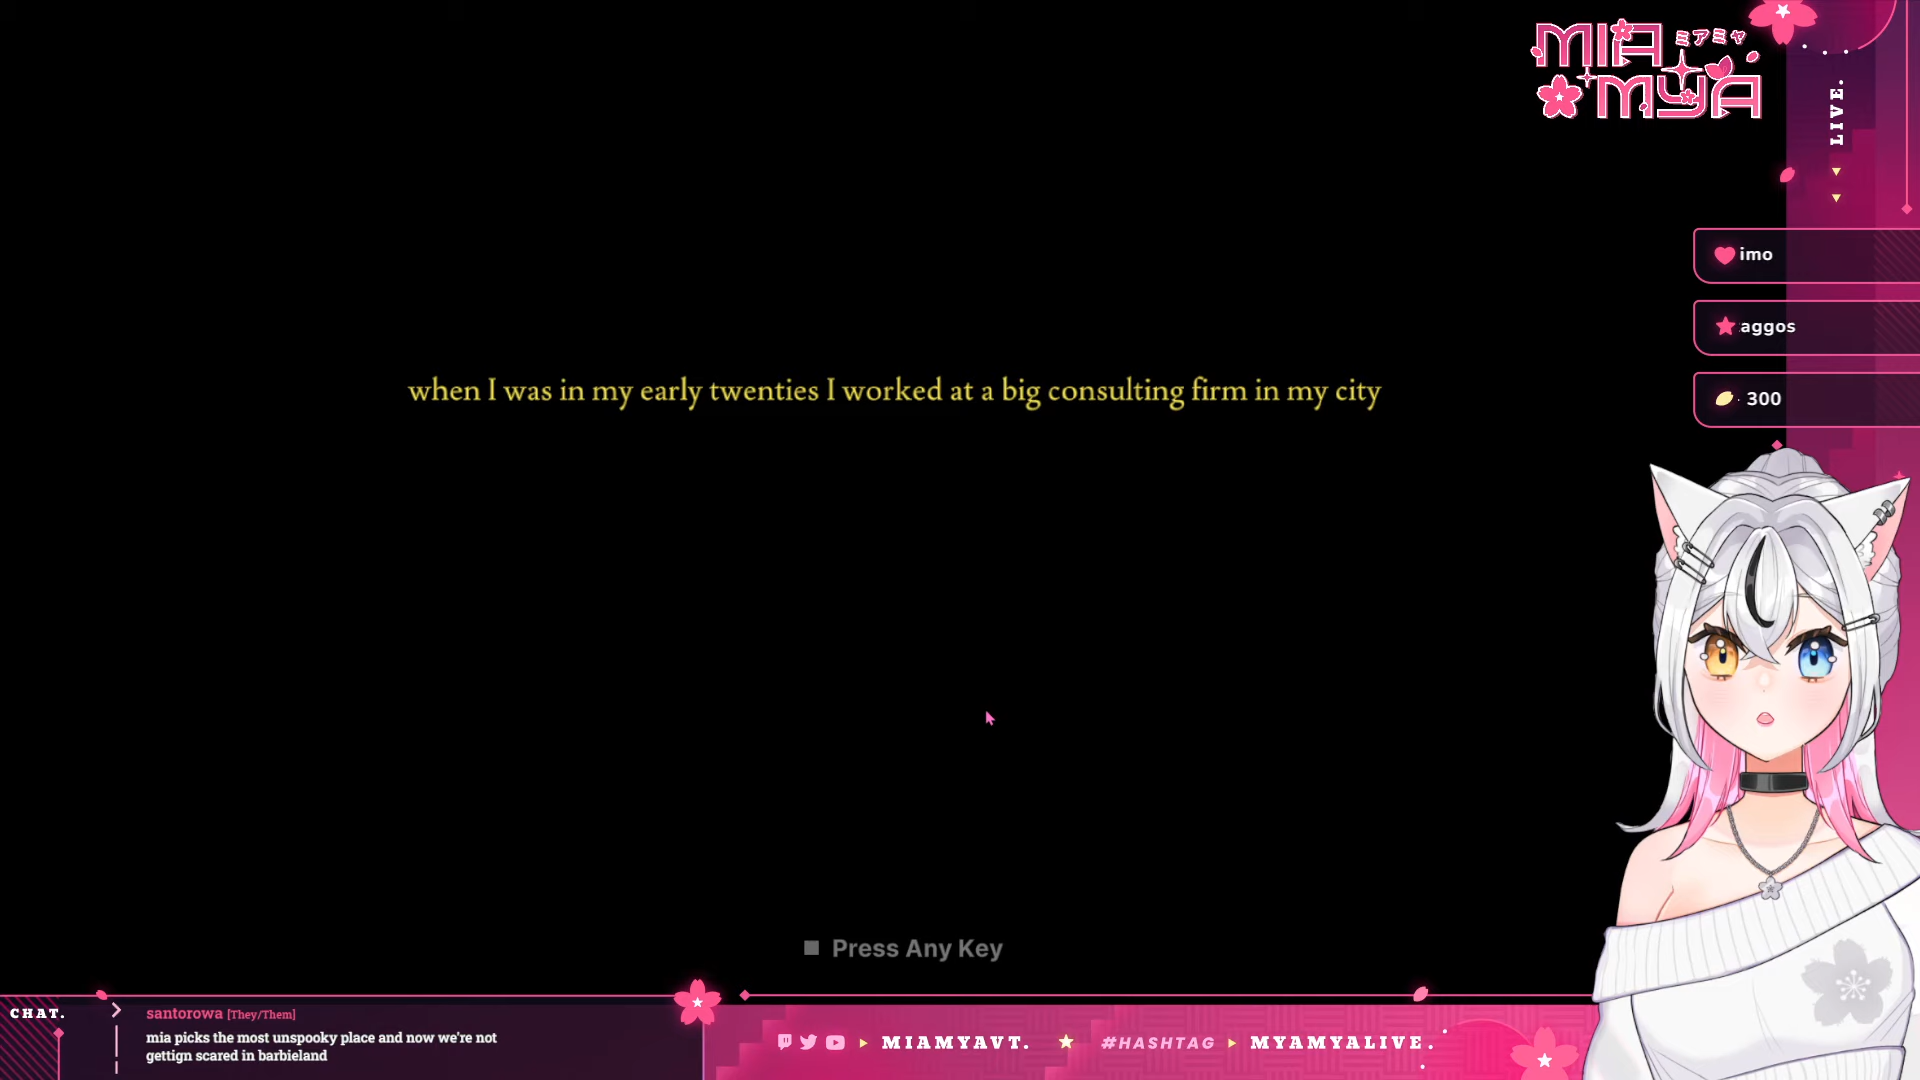 MIA ミアミャ
MYA
LIVE.
imo
aggos
300
when I was in my early twenties I worked at a big consulting firm in my city
Press Any Key
CHAT.
santorowa [They/Them]
mia picks the most unspooky place and now we're not
gettign scared in barbieland
MIAMYAVT.
#HASHTAG
MYAMYALIVE.